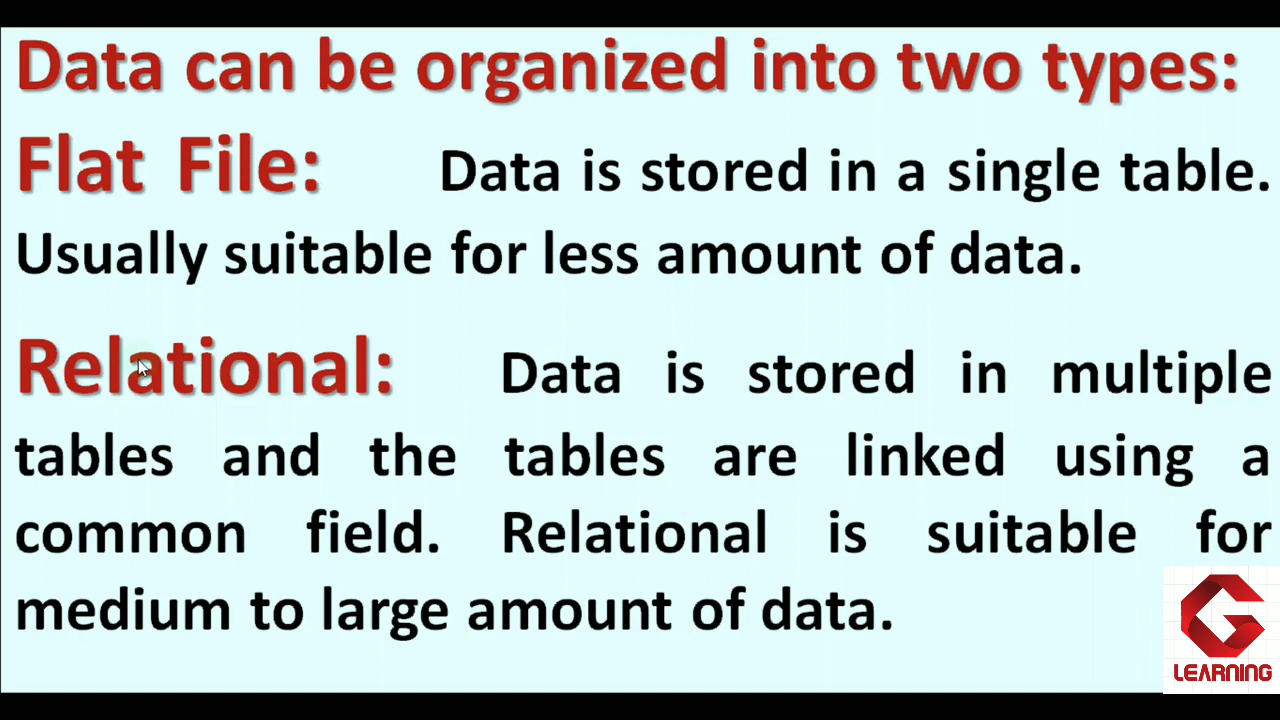 Data can be organized into two types:
Flat File: Data is stored in a single table.
Usually suitable for less amount of data.
Relational: Data is stored in multiple
tables and the tables are linked using a
common field. Relational is suitable for
medium to large amount of data.
G
LEARNING